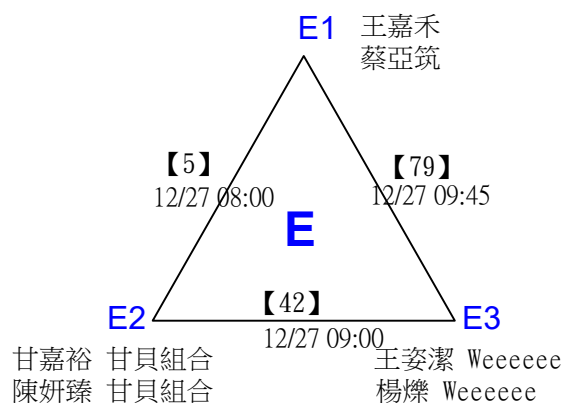 E1 王嘉禾
蔡亞筑
【5】
12/27 08:00
【79】
12/27 09:45
E
【42】
12/27 09:00
E2
E3
甘嘉裕 甘貝組合
陳妍臻 甘貝組合
王姿潔 Weeeeee
楊爍 Weeeeee